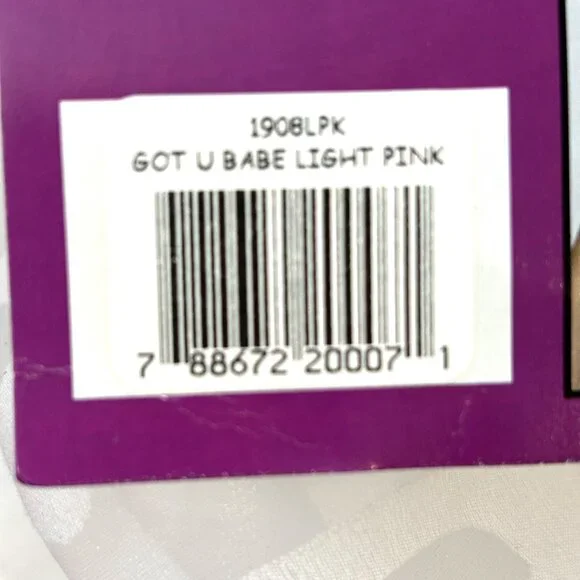 1908LPK
GOT U BABE LIGHT PINK
7 88672 20007 1